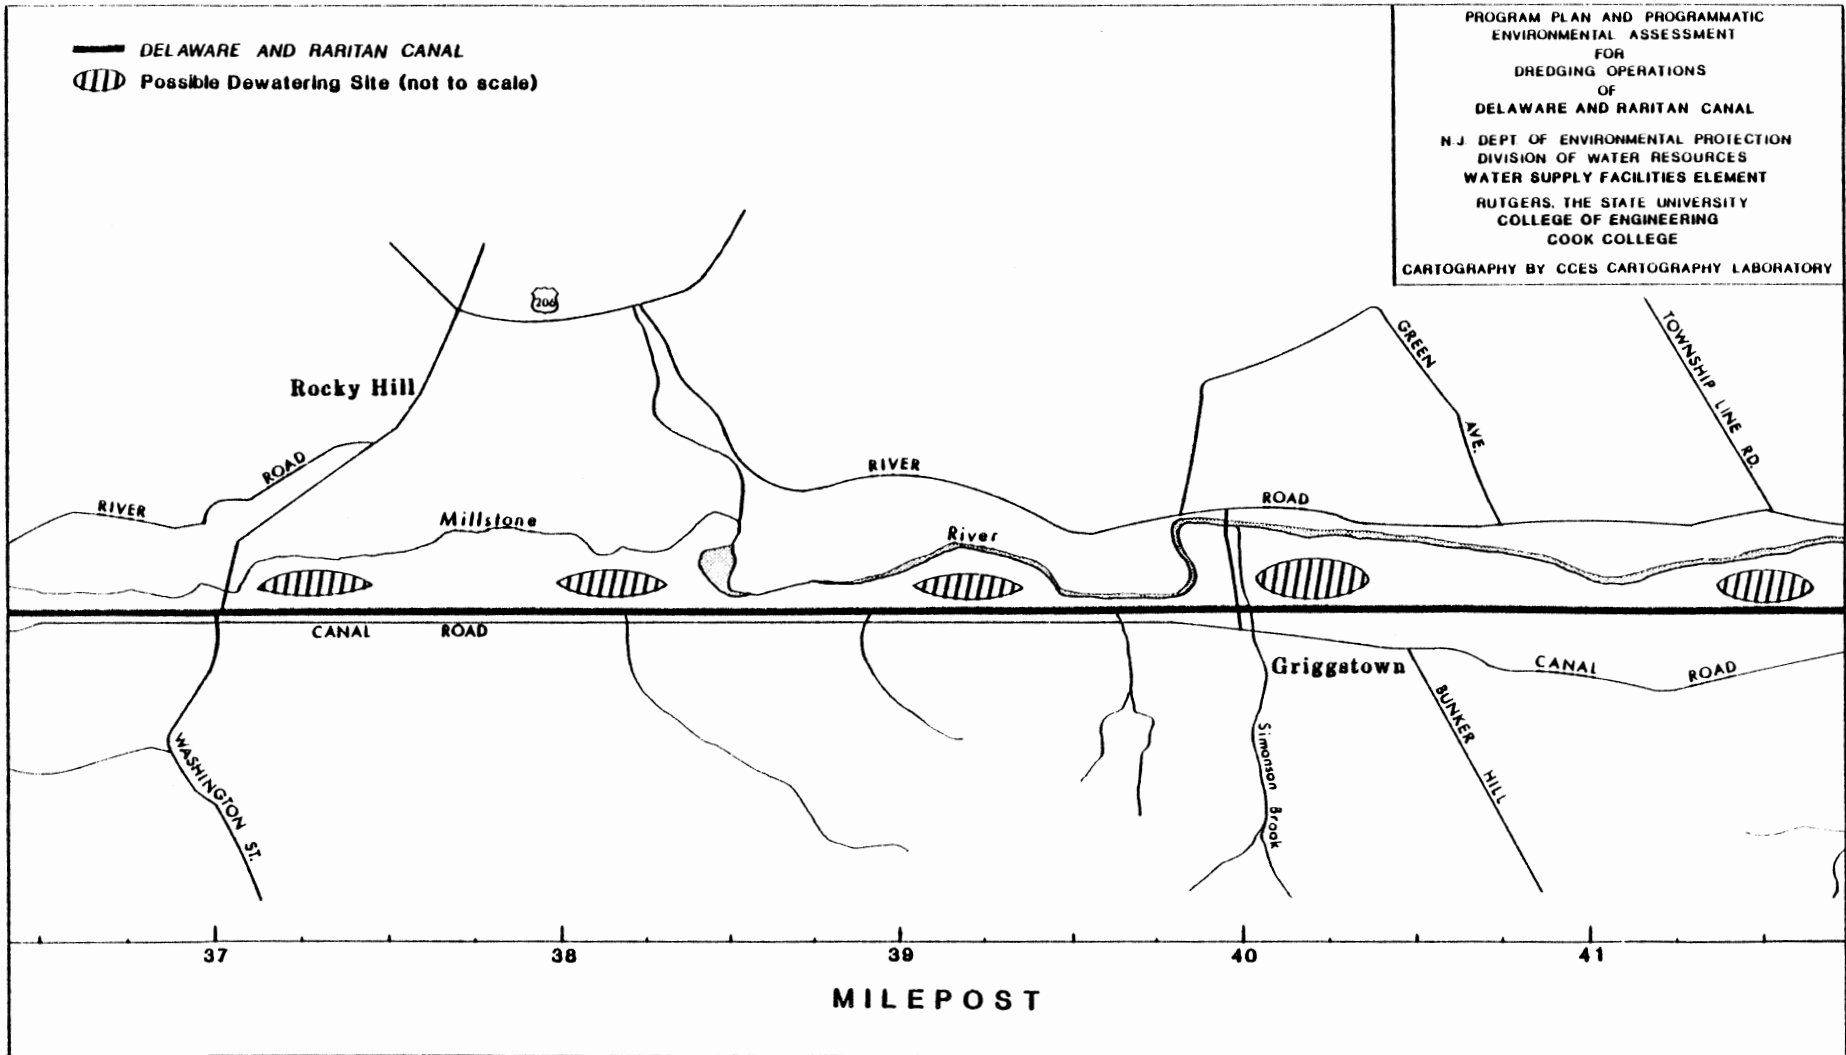 DELAWARE AND RARITAN CANAL
Possible Dewatering Site (not to scale)
PROGRAM PLAN AND PROGRAMMATIC
ENVIRONMENTAL ASSESSMENT
FOR
DREDGING OPERATIONS
OF
DELAWARE AND RARITAN CANAL
N.J. DEPT. OF ENVIRONMENTAL PROTECTION
DIVISION OF WATER RESOURCES
WATER SUPPLY FACILITIES ELEMENT
RUTGERS, THE STATE UNIVERSITY
COLLEGE OF ENGINEERING
COOK COLLEGE
CARTOGRAPHY BY CCES CARTOGRAPHY LABORATORY
206
Rocky Hill
GREEN AVE.
TOWNSHIP LINE RD.
RIVER ROAD
RIVER ROAD
Millstone River
CANAL ROAD
Griggstown
CANAL ROAD
WASHINGTON ST.
Simonson Brook
BUNKER HILL
37 38 39 40 41
MILEPOST